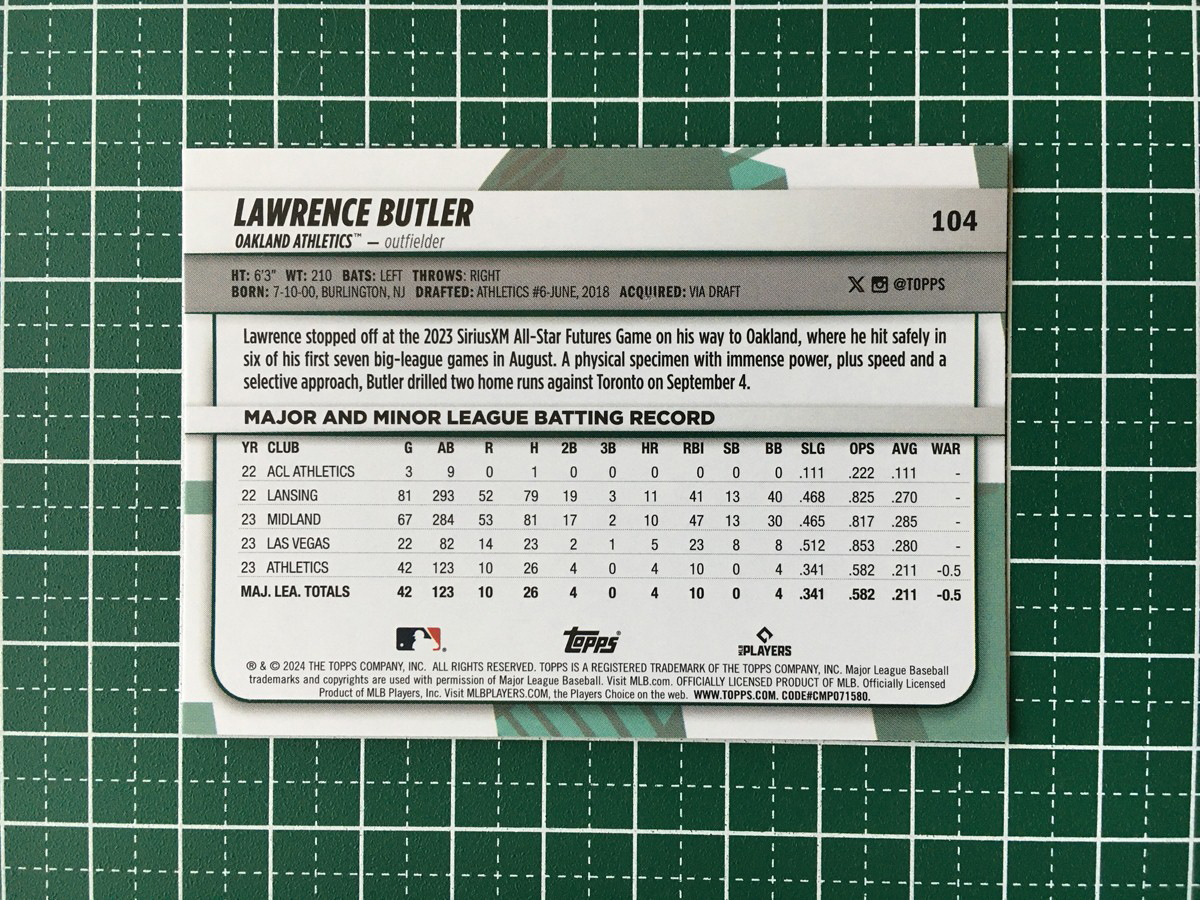 LAWRENCE BUTLER
104
OAKLAND ATHLETICS™ — outfielder
HT: 6'3" WT: 210 BATS: LEFT THROWS: RIGHT
BORN: 7-10-00, BURLINGTON, NJ DRAFTED: ATHLETICS #6-JUNE, 2018 ACQUIRED: VIA DRAFT
@TOPPS
Lawrence stopped off at the 2023 SiriusXM All-Star Futures Game on his way to Oakland, where he hit safely in
six of his first seven big-league games in August. A physical specimen with immense power, plus speed and a
selective approach, Butler drilled two home runs against Toronto on September 4.
MAJOR AND MINOR LEAGUE BATTING RECORD
YR CLUB G AB R H 2B 3B HR RBI SB BB SLG OPS AVG WAR
22 ACL ATHLETICS 3 9 0 1 0 0 0 0 0 0 .111 .222 .111 -
22 LANSING 81 293 52 79 19 3 11 41 13 40 .468 .825 .270 -
23 MIDLAND 67 284 53 81 17 2 10 47 13 30 .465 .817 .285 -
23 LAS VEGAS 22 82 14 23 2 1 5 23 8 8 .512 .853 .280 -
23 ATHLETICS 42 123 10 26 4 0 4 10 0 4 .341 .582 .211 -0.5
MAJ. LEA. TOTALS 42 123 10 26 4 0 4 10 0 4 .341 .582 .211 -0.5
Topps®
MLB PLAYERS
® & © 2024 THE TOPPS COMPANY, INC. ALL RIGHTS RESERVED. TOPPS IS A REGISTERED TRADEMARK OF THE TOPPS COMPANY, INC. Major League Baseball
trademarks and copyrights are used with permission of Major League Baseball. Visit MLB.com. OFFICIALLY LICENSED PRODUCT OF MLB. Officially Licensed
Product of MLB Players, Inc. Visit MLBPLAYERS.COM, the Players Choice on the web. WWW.TOPPS.COM. CODE#CMP071580.